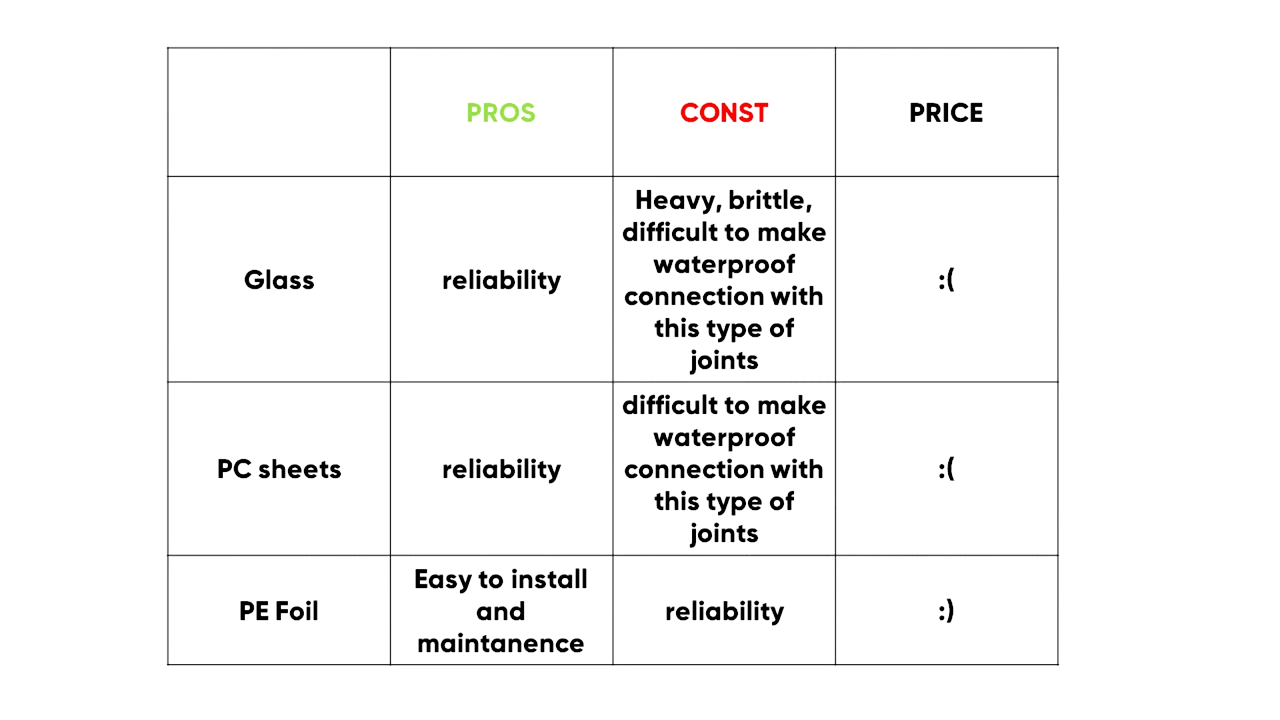 PROS CONST PRICE
Glass
reliability
Heavy, brittle,
difficult to make
waterproof
connection with
this type of
joints
:(
PC sheets
reliability
difficult to make
waterproof
connection with
this type of
joints
:(
PE Foil
Easy to install
and
maintanence
reliability
:)